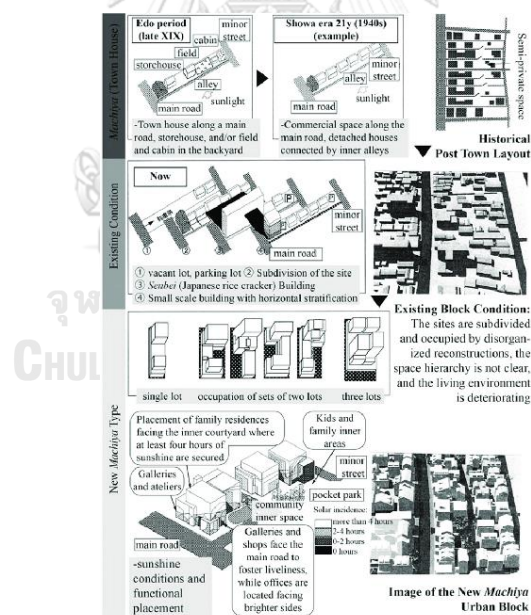 Machiya (Town House)
Edo period
(late XIX)
minor
street
cabin
field
storehouse
alley
sunlight
main road
-Town house along a main
road, storehouse, and/or field
and cabin in the backyard
Showa era 21y (1940s)
(example)
minor
street
alley
sunlight
main road
-Commercial space along the
main road, detached houses
connected by inner alleys
Semi-private
space
Historical
Post Town Layout
Existing Condition
Now
P
minor
street
main road
① ② ③ ④
① vacant lot, parking lot ② Subdivision of the site
③ Senbei (Japanese rice cracker) Building
④ Small scale building with horizontal stratification
Existing Block Condition:
The sites are subdivided
and occupied by disorgan-
ized reconstructions, the
space hierarchy is not clear,
and the living environment
is deteriorating
จุฬ
CHUL
New Machiya Type
single lot
occupation of sets of two lots
three lots
Placement of family residences
facing the inner courtyard where
at least four hours of
sunshine are secured
Kids and
family inner
areas
Galleries
and ateliers
minor
street
pocket park
community
inner space
Solar incidence:
more than 4 hours
2-4 hours
0-2 hours
0 hours
main road
Galleries and
shops face the
main road to
foster liveliness,
while offices are
located facing
brighter sides
-sunshine
conditions and
functional
placement
Image of the New Machiya
Urban Block